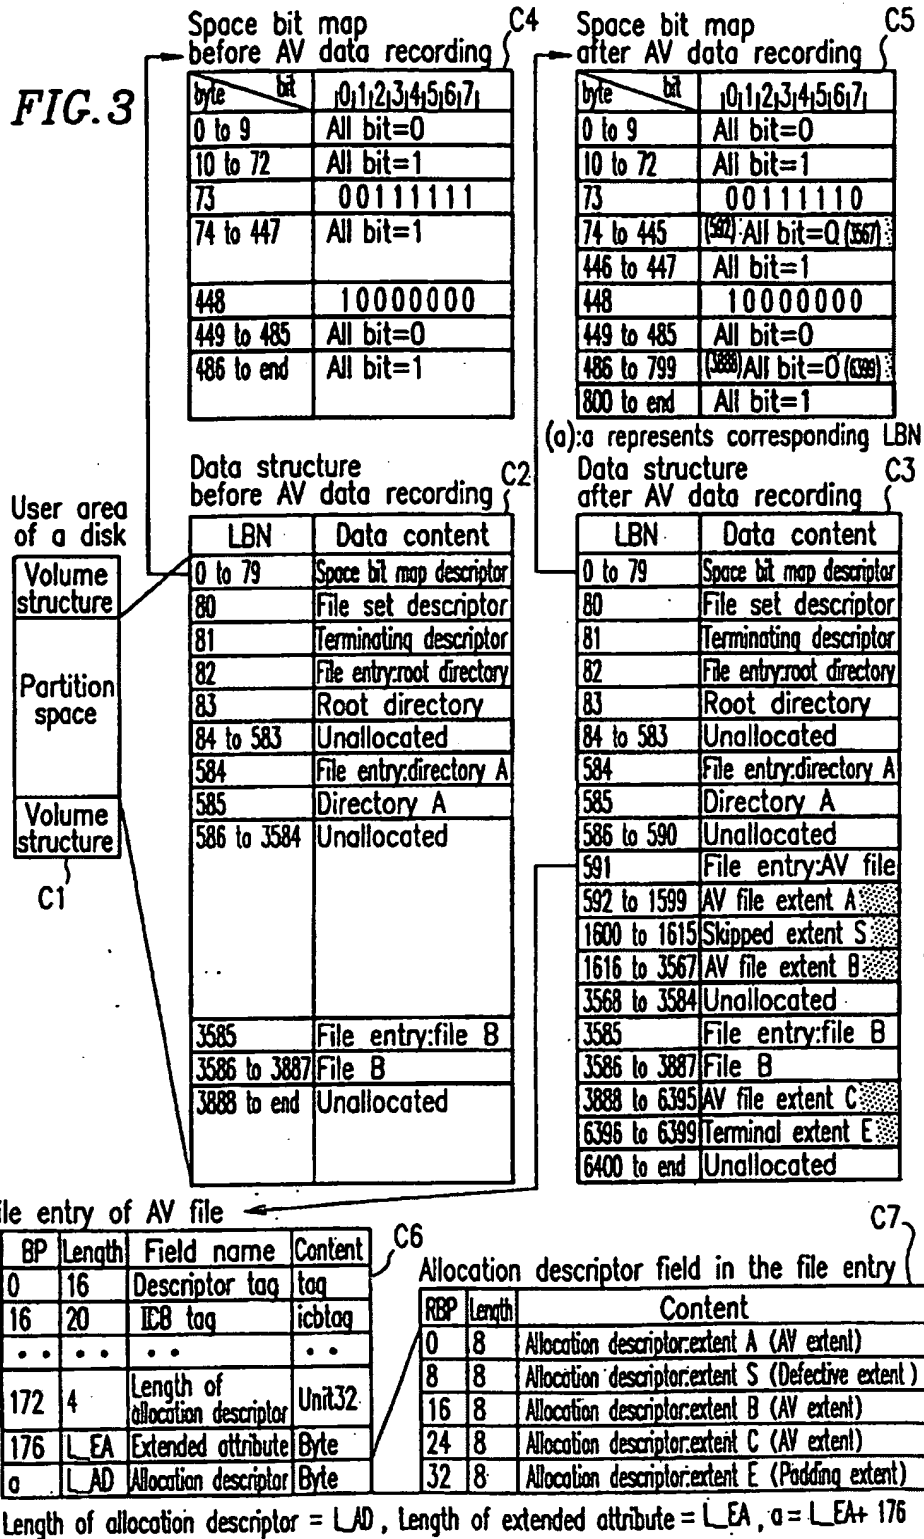 FIG.3
Space bit map
before AV data recording
C4
byte bit 0 1 2 3 4 5 6 7
0 to 9 All bit=0
10 to 72 All bit=1
73 00111111
74 to 447 All bit=1
448 10000000
449 to 485 All bit=0
486 to end All bit=1
Space bit map
after AV data recording
C5
byte bit 0 1 2 3 4 5 6 7
0 to 9 All bit=0
10 to 72 All bit=1
73 00111110
74 to 445 (592) All bit=0 (3567)
446 to 447 All bit=1
448 10000000
449 to 485 All bit=0
486 to 799 (3888) All bit=0 (6399)
800 to end All bit=1
(a):a represents corresponding LBN
User area
of a disk
Volume
structure
Partition
space
Volume
structure
C1
Data structure
before AV data recording
C2
LBN Data content
0 to 79 Space bit map descriptor
80 File set descriptor
81 Terminating descriptor
82 File entry:root directory
83 Root directory
84 to 583 Unallocated
584 File entry:directory A
585 Directory A
586 to 3584 Unallocated
3585 File entry:file B
3586 to 3887 File B
3888 to end Unallocated
Data structure
after AV data recording
C3
LBN Data content
0 to 79 Space bit map descriptor
80 File set descriptor
81 Terminating descriptor
82 File entry:root directory
83 Root directory
84 to 583 Unallocated
584 File entry:directory A
585 Directory A
586 to 590 Unallocated
591 File entry:AV file
592 to 1599 AV file extent A
1600 to 1615 Skipped extent S
1616 to 3567 AV file extent B
3568 to 3584 Unallocated
3585 File entry:file B
3586 to 3887 File B
3888 to 6395 AV file extent C
6396 to 6399 Terminal extent E
6400 to end Unallocated
ile entry of AV file
C6
BP Length Field name Content
0 16 Descriptor tag tag
16 20 ICB tag icbtag
• • • • • • • •
172 4 Length of allocation descriptor Unit32
176 L_EA Extended attribute Byte
a L_AD Allocation descriptor Byte
C7
Allocation descriptor field in the file entry
RBP Length Content
0 8 Allocation descriptor:extent A (AV extent)
8 8 Allocation descriptor:extent S (Defective extent)
16 8 Allocation descriptor:extent B (AV extent)
24 8 Allocation descriptor:extent C (AV extent)
32 8 Allocation descriptor:extent E (Padding extent)
Length of allocation descriptor = L_AD , Length of extended attribute = L_EA , a = L_EA+ 176